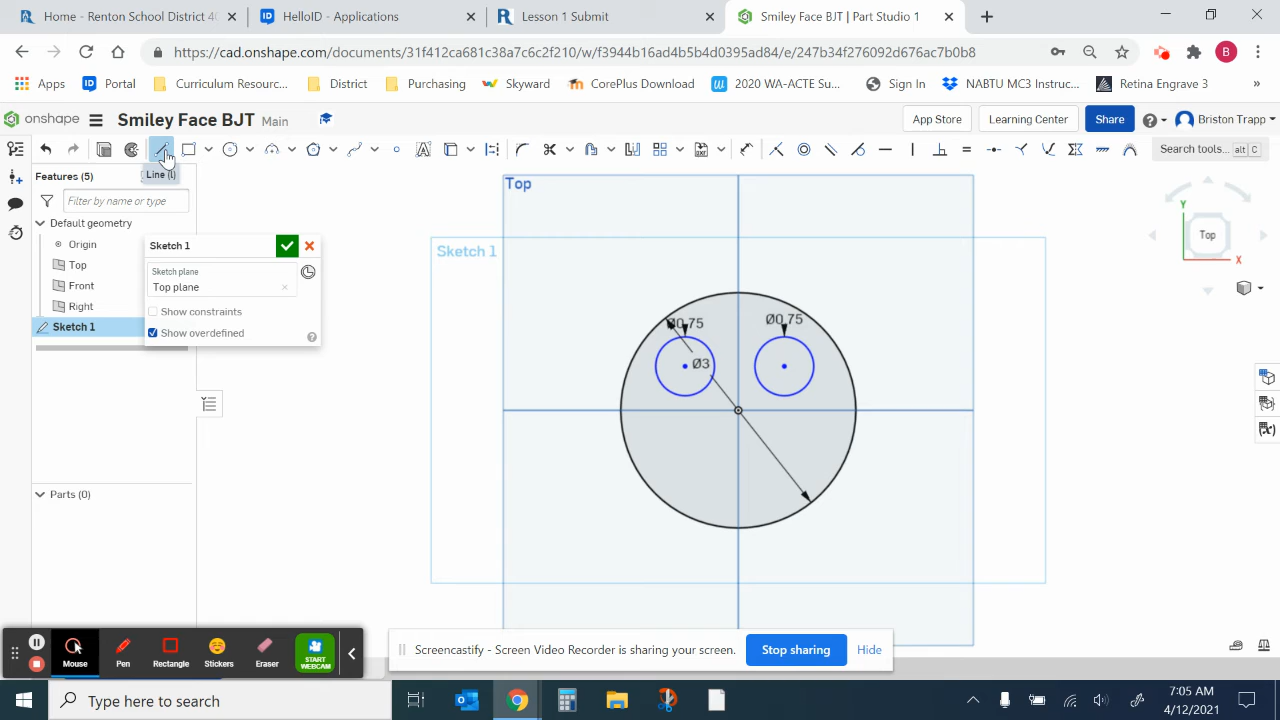 Home - Renton School District 40
HelloID - Applications
Lesson 1 Submit
Smiley Face BJT | Part Studio 1
https://cad.onshape.com/documents/31f412ca681c38a7c6c2f210/w/f3944b16ad4b5b4d0395ad84/e/247b34f276092d676ac7b0b8
B
Apps
Portal
Curriculum Resourc...
District
Purchasing
Skyward
CorePlus Download
2020 WA-ACTE Su...
Sign In
NABTU MC3 Instruc...
Retina Engrave 3
»
onshape
Smiley Face BJT Main
App Store
Learning Center
Share
Briston Trapp
Search tools... alt C
Line (l)
Features (5)
Filter by name or type
Default geometry
Origin
Top
Front
Right
Sketch 1
Parts (0)
Sketch 1
Sketch plane
Top plane
Show constraints
Show overdefined
Top
Sketch 1
Ø0.75
Ø0.75
Ø3
Y
Top
X
Mouse
Pen
Rectangle
Stickers
Eraser
START
WEBCAM
Screencastify - Screen Video Recorder is sharing your screen.
Stop sharing
Hide
Type here to search
7:05 AM
4/12/2021